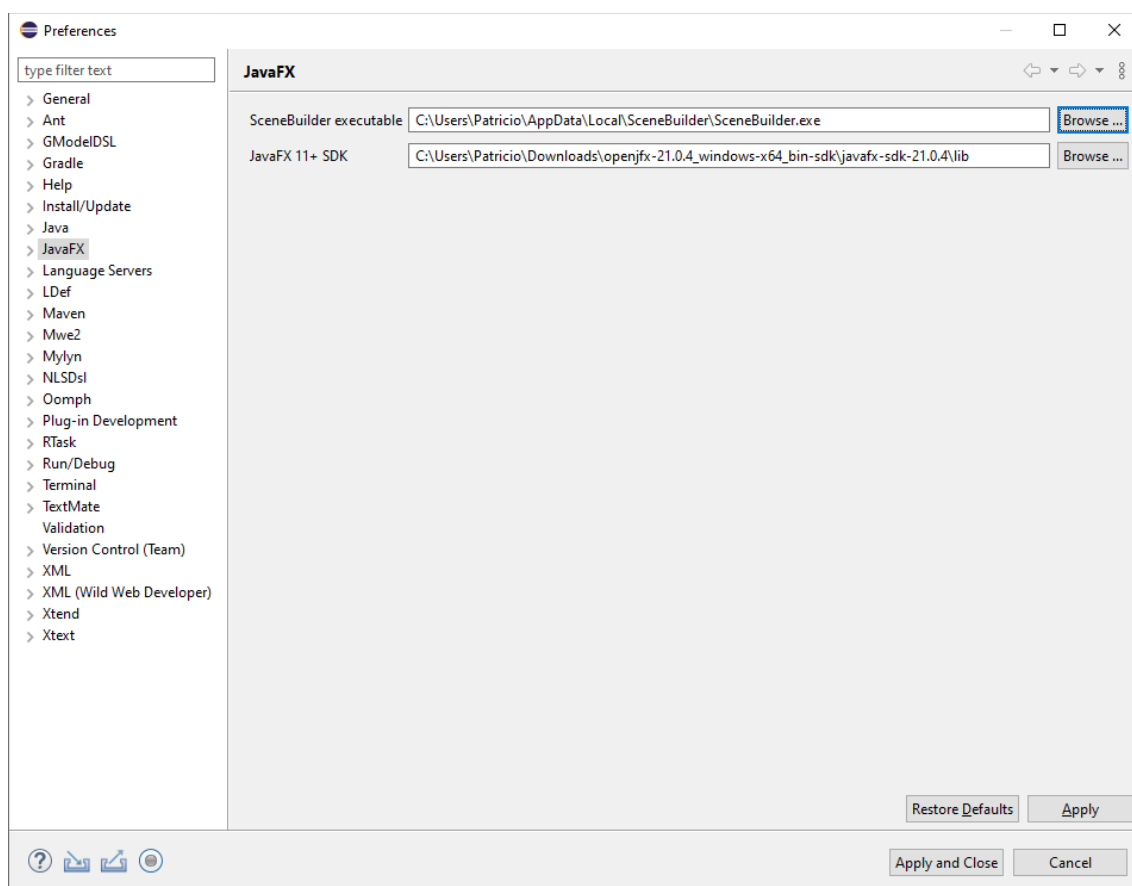 Preferences
type filter text
JavaFX
General
Ant
GModelDSL
Gradle
Help
Install/Update
Java
JavaFX
Language Servers
LDef
Maven
Mwe2
Mylyn
NLSDsl
Oomph
Plug-in Development
RTask
Run/Debug
Terminal
TextMate
Validation
Version Control (Team)
XML
XML (Wild Web Developer)
Xtend
Xtext
SceneBuilder executable C:\Users\Patricio\AppData\Local\SceneBuilder\SceneBuilder.exe Browse ...
JavaFX 11+ SDK C:\Users\Patricio\Downloads\openjfx-21.0.4_windows-x64_bin-sdk\javafx-sdk-21.0.4\lib Browse ...
Restore Defaults Apply
Apply and Close Cancel